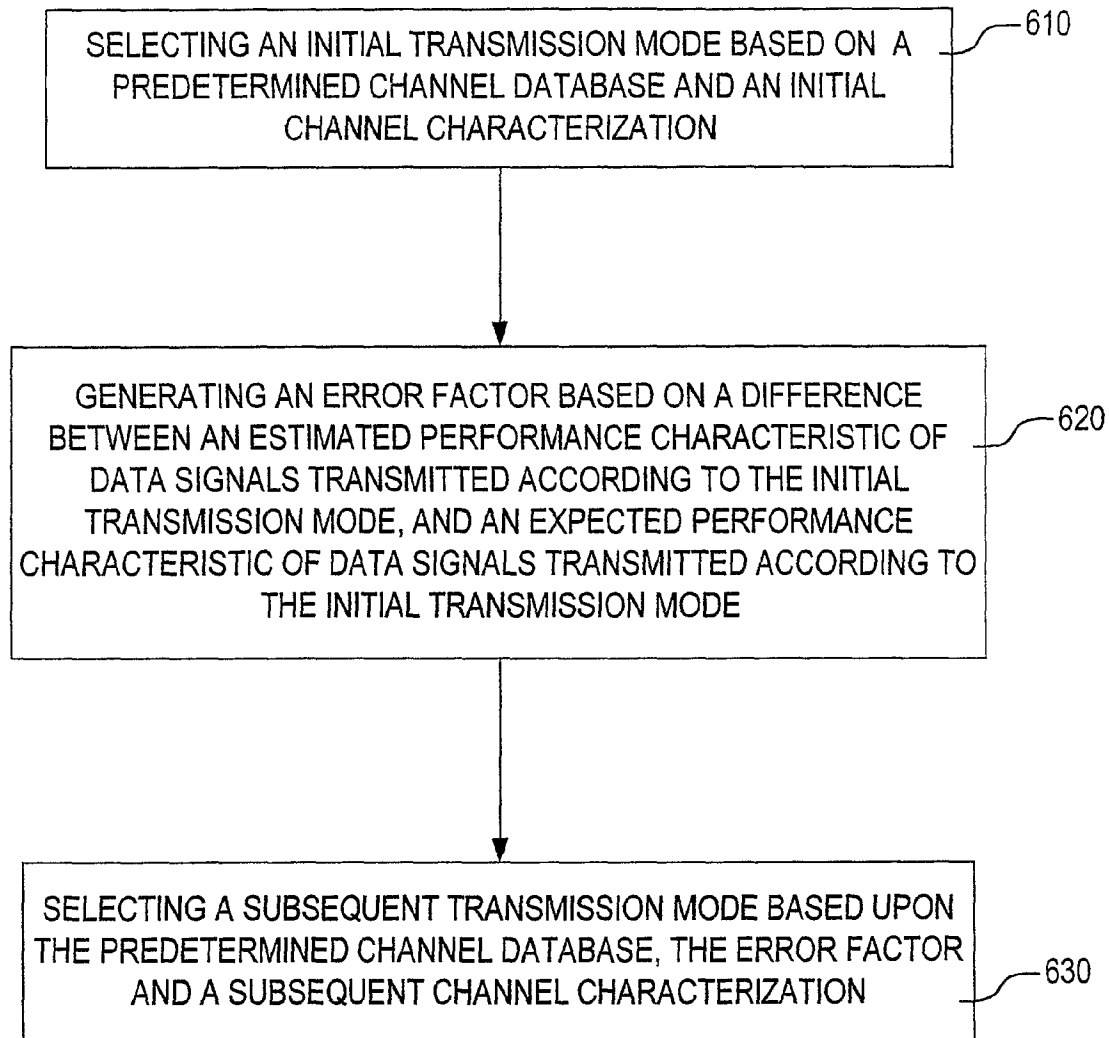 SELECTING AN INITIAL TRANSMISSION MODE BASED ON A
PREDETERMINED CHANNEL DATABASE AND AN INITIAL
CHANNEL CHARACTERIZATION
610
GENERATING AN ERROR FACTOR BASED ON A DIFFERENCE
BETWEEN AN ESTIMATED PERFORMANCE CHARACTERISTIC OF
DATA SIGNALS TRANSMITTED ACCORDING TO THE INITIAL
TRANSMISSION MODE, AND AN EXPECTED PERFORMANCE
CHARACTERISTIC OF DATA SIGNALS TRANSMITTED ACCORDING TO
THE INITIAL TRANSMISSION MODE
620
SELECTING A SUBSEQUENT TRANSMISSION MODE BASED UPON
THE PREDETERMINED CHANNEL DATABASE, THE ERROR FACTOR
AND A SUBSEQUENT CHANNEL CHARACTERIZATION
630